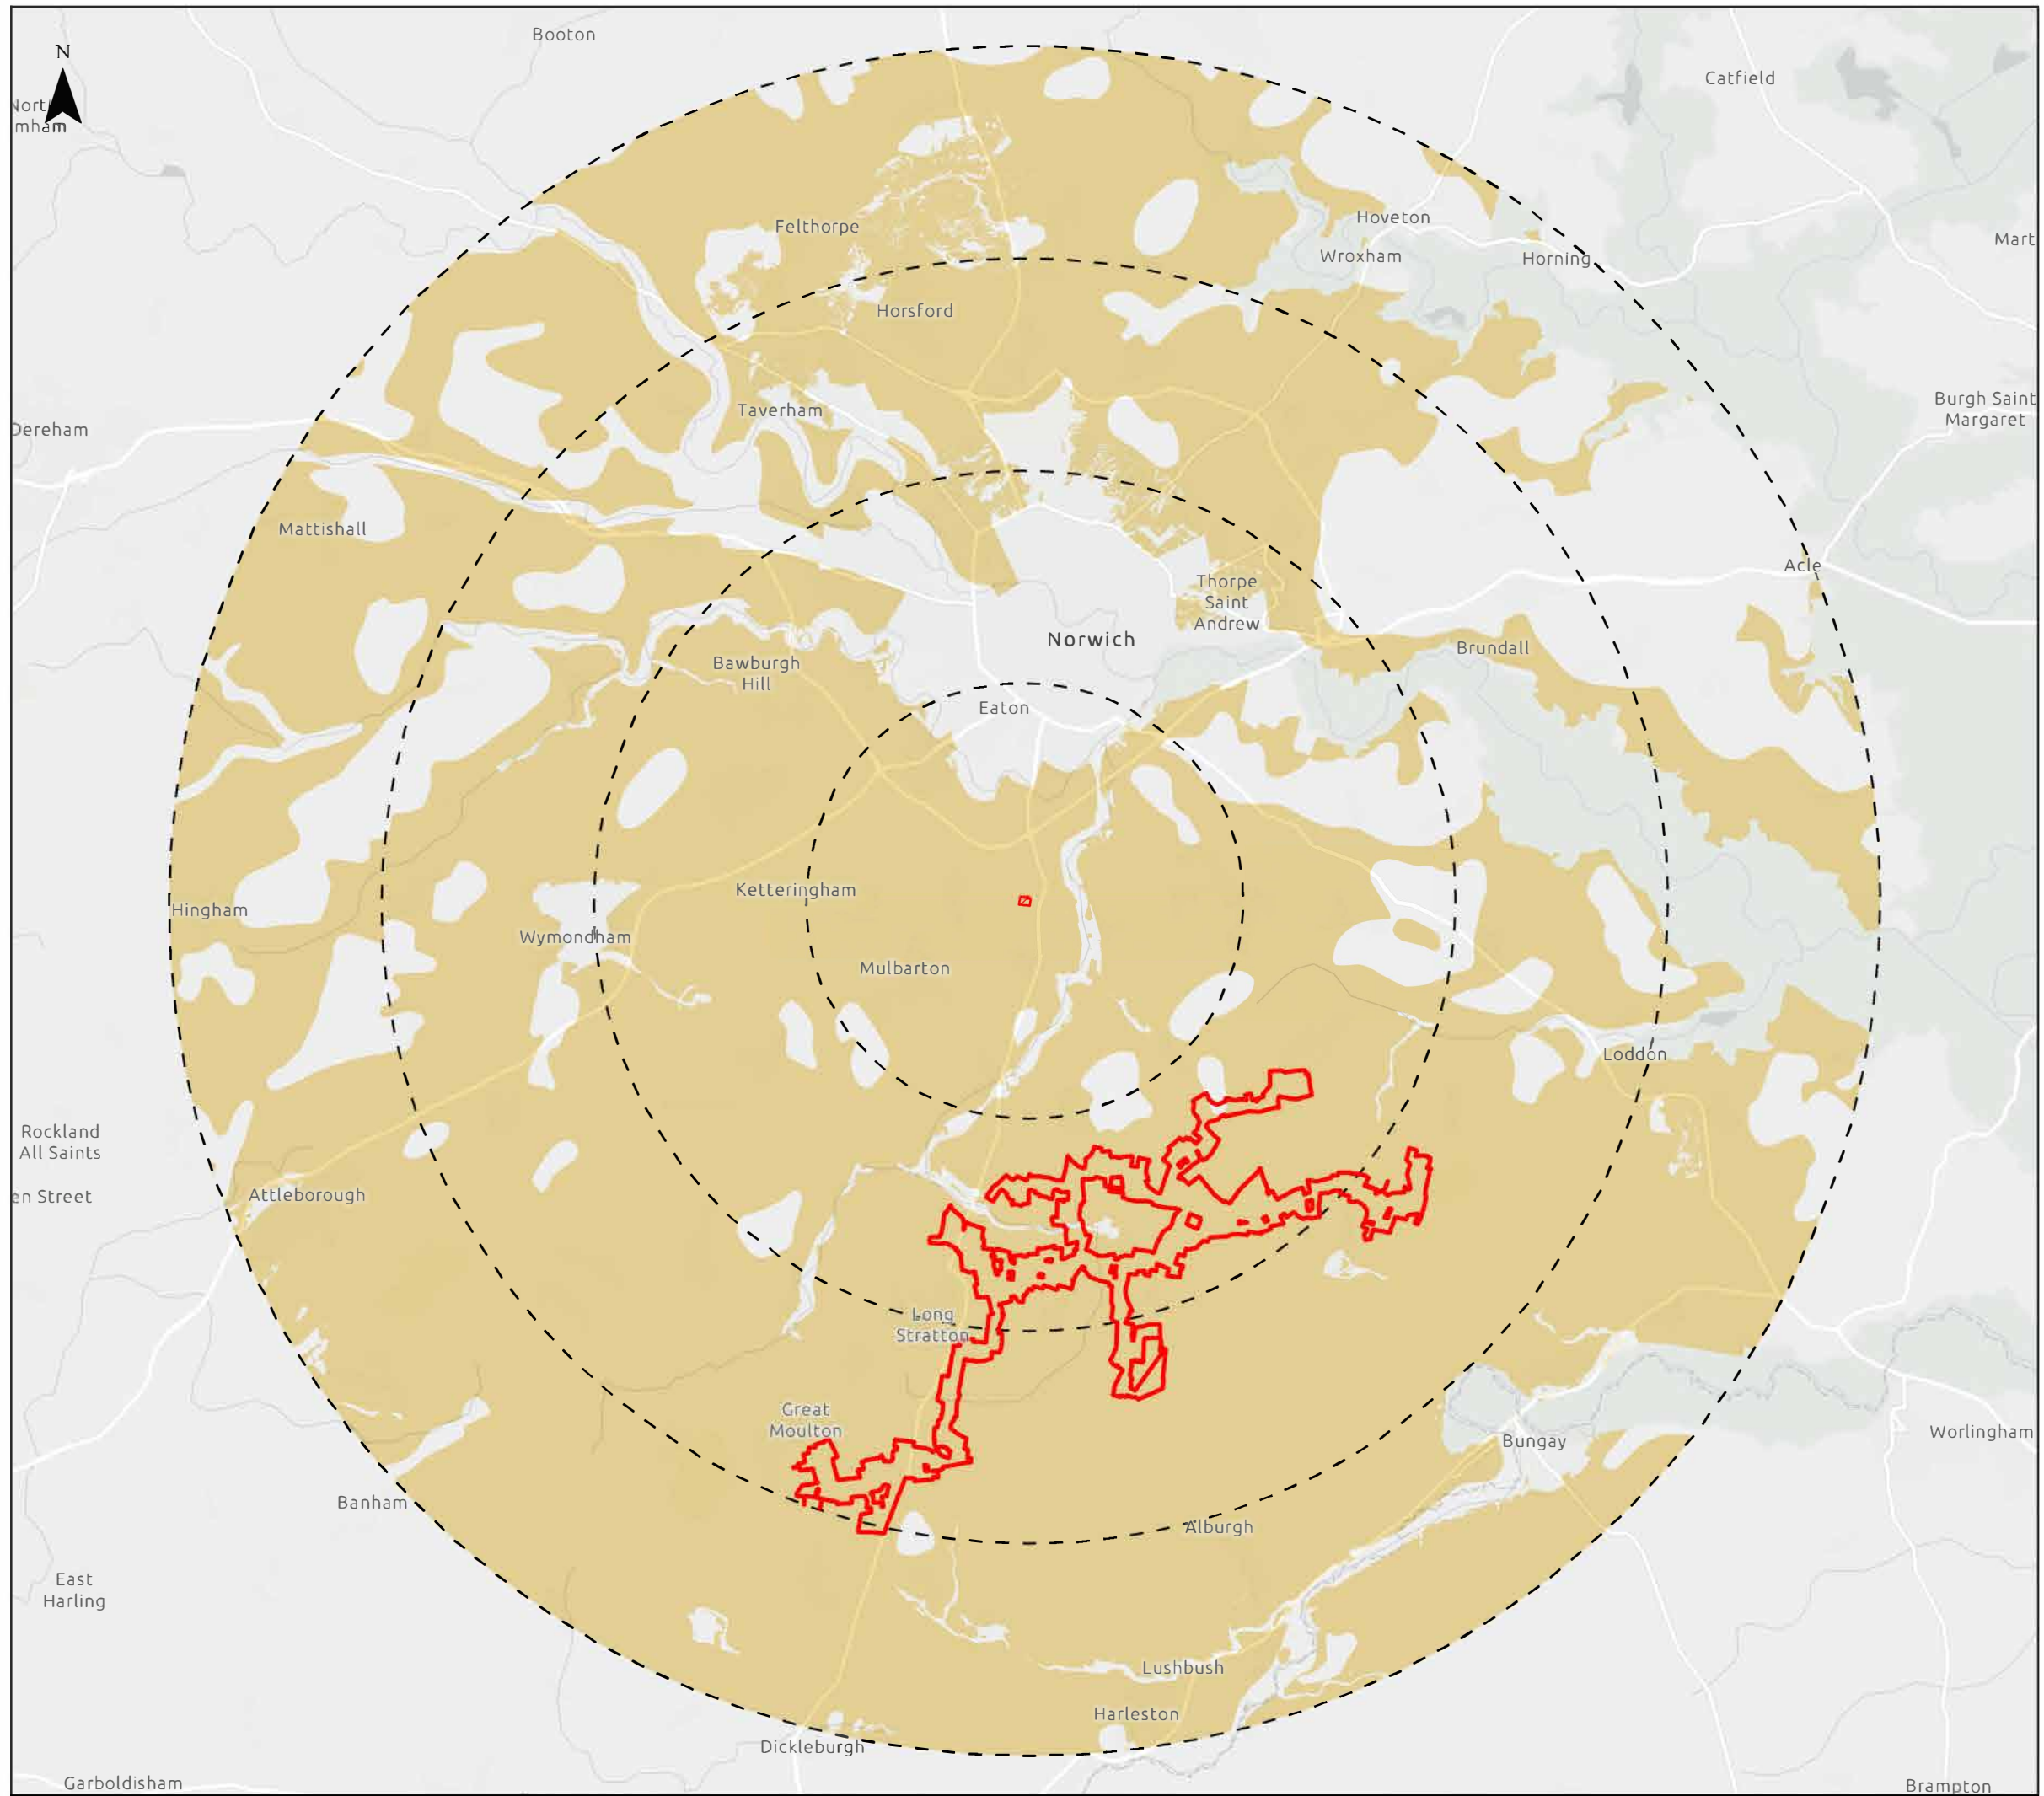 Booton
N
Catfield
Nort
mham
Hoveton
Felthorpe
Mart
Wroxham
Horning
Horsford
Burgh Saint
Margaret
Taverham
Dereham
Mattishall
Acle
Thorpe
Saint
Andrew
Norwich
Brundall
Bawburgh
Hill
Eaton
Ketteringham
Hingham
Wymondham
Mulbarton
Loddon
Rockland
All Saints
en Street
Attleborough
Long
Stratton
Great
Moulton
Worlingham
Bungay
Banham
Alburgh
East
Harling
Lushbush
Harleston
Dickleburgh
Garboldisham
Brampton